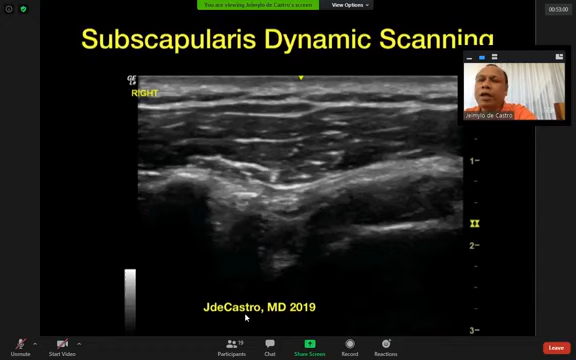 You are viewing Jeimylo de Castro's screen
View Options
00:53:00
Subscapularis Dynamic Scanning
RIGHT
Jeimylo de Castro
1
2
3
JdeCastro, MD 2019
Unmute
Start Video
Participants
19
Chat
Share Screen
Record
Reactions
Leave